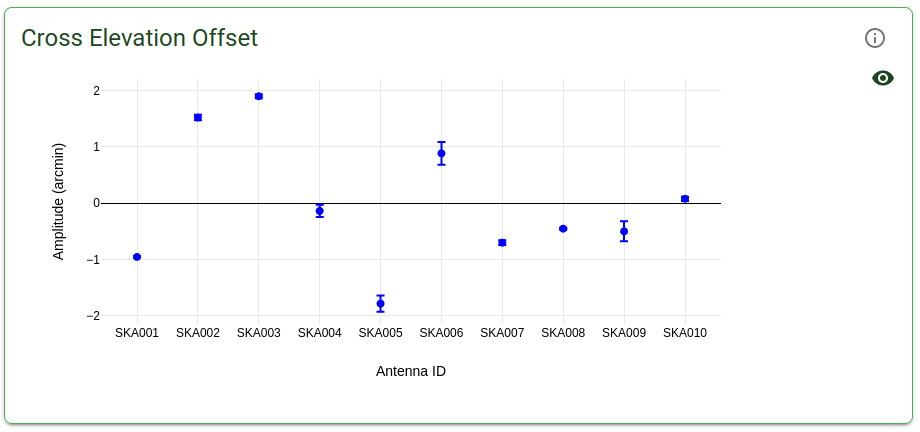 Cross Elevation Offset
2
1
0
−1
−2
Amplitude (arcmin)
SKA001 SKA002 SKA003 SKA004 SKA005 SKA006 SKA007 SKA008 SKA009 SKA010
Antenna ID